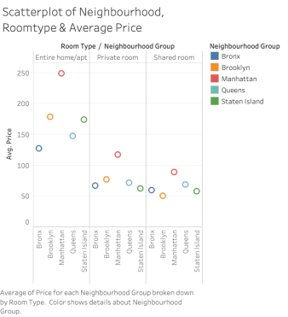 Scatterplot of Neighbourhood,
Roomtype & Average Price
Room Type / Neighbourhood Group
Entire home/apt Private room Shared room
Neighbourhood Group
Bronx
Brooklyn
Manhattan
Queens
Staten Island
Avg. Price
250
200
150
100
50
0
Bronx
Brooklyn
Manhattan
Queens
Staten Island
Bronx
Brooklyn
Manhattan
Queens
Staten Island
Bronx
Brooklyn
Manhattan
Queens
Staten Island
Average of Price for each Neighbourhood Group broken down
by Room Type. Color shows details about Neighbourhood
Group.